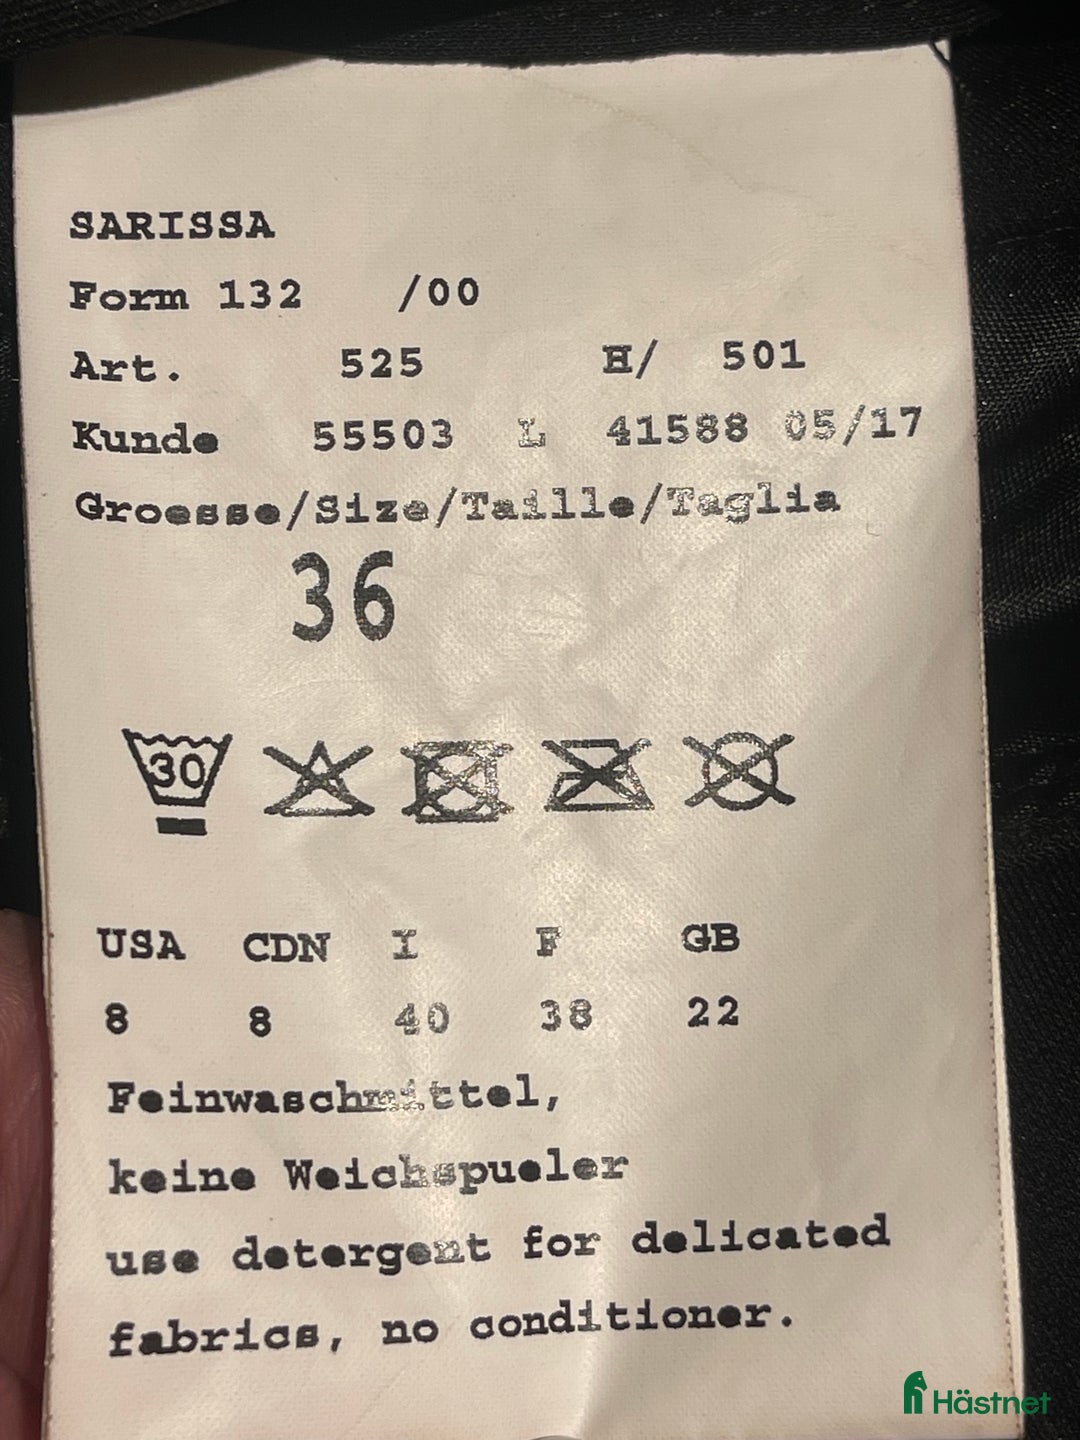 SARISSA
Form 132 /00
Art. 525 H/ 501
Kunde 55503 L 41588 05/17
Groesse/Size/Taille/Taglia
36
30
USA CDN I F GB
8 8 40 38 22
Feinwaschmittel,
keine Weichspueler
use detergent for delicated
fabrics, no conditioner.
Hästnet